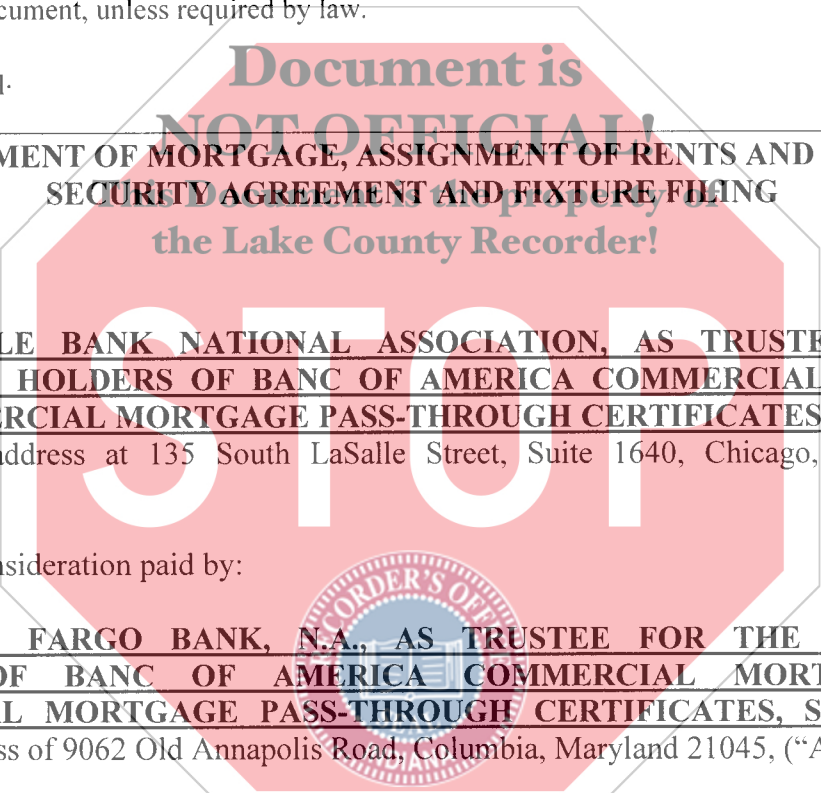 cument, unless required by law.
Document is
d.
NOT OFFICIAL!
MENT OF MORTGAGE, ASSIGNMENT OF RENTS AND
This Document is the property of
SECURITY AGREEMENT AND FIXTURE FILING
the Lake County Recorder!
STOP
LE BANK NATIONAL ASSOCIATION, AS TRUSTE
HOLDERS OF BANC OF AMERICA COMMERCIAL
ERCIAL MORTGAGE PASS-THROUGH CERTIFICATES
address at 135 South LaSalle Street, Suite 1640, Chicago,
nsideration paid by:
RECORDER'S OFF
FARGO BANK, N.A., AS TRUSTEE FOR THE
OF BANC OF AMERICA COMMERCIAL MORT
AL MORTGAGE PASS-THROUGH CERTIFICATES, S
ss of 9062 Old Annapolis Road, Columbia, Maryland 21045, ("A
INDIANA